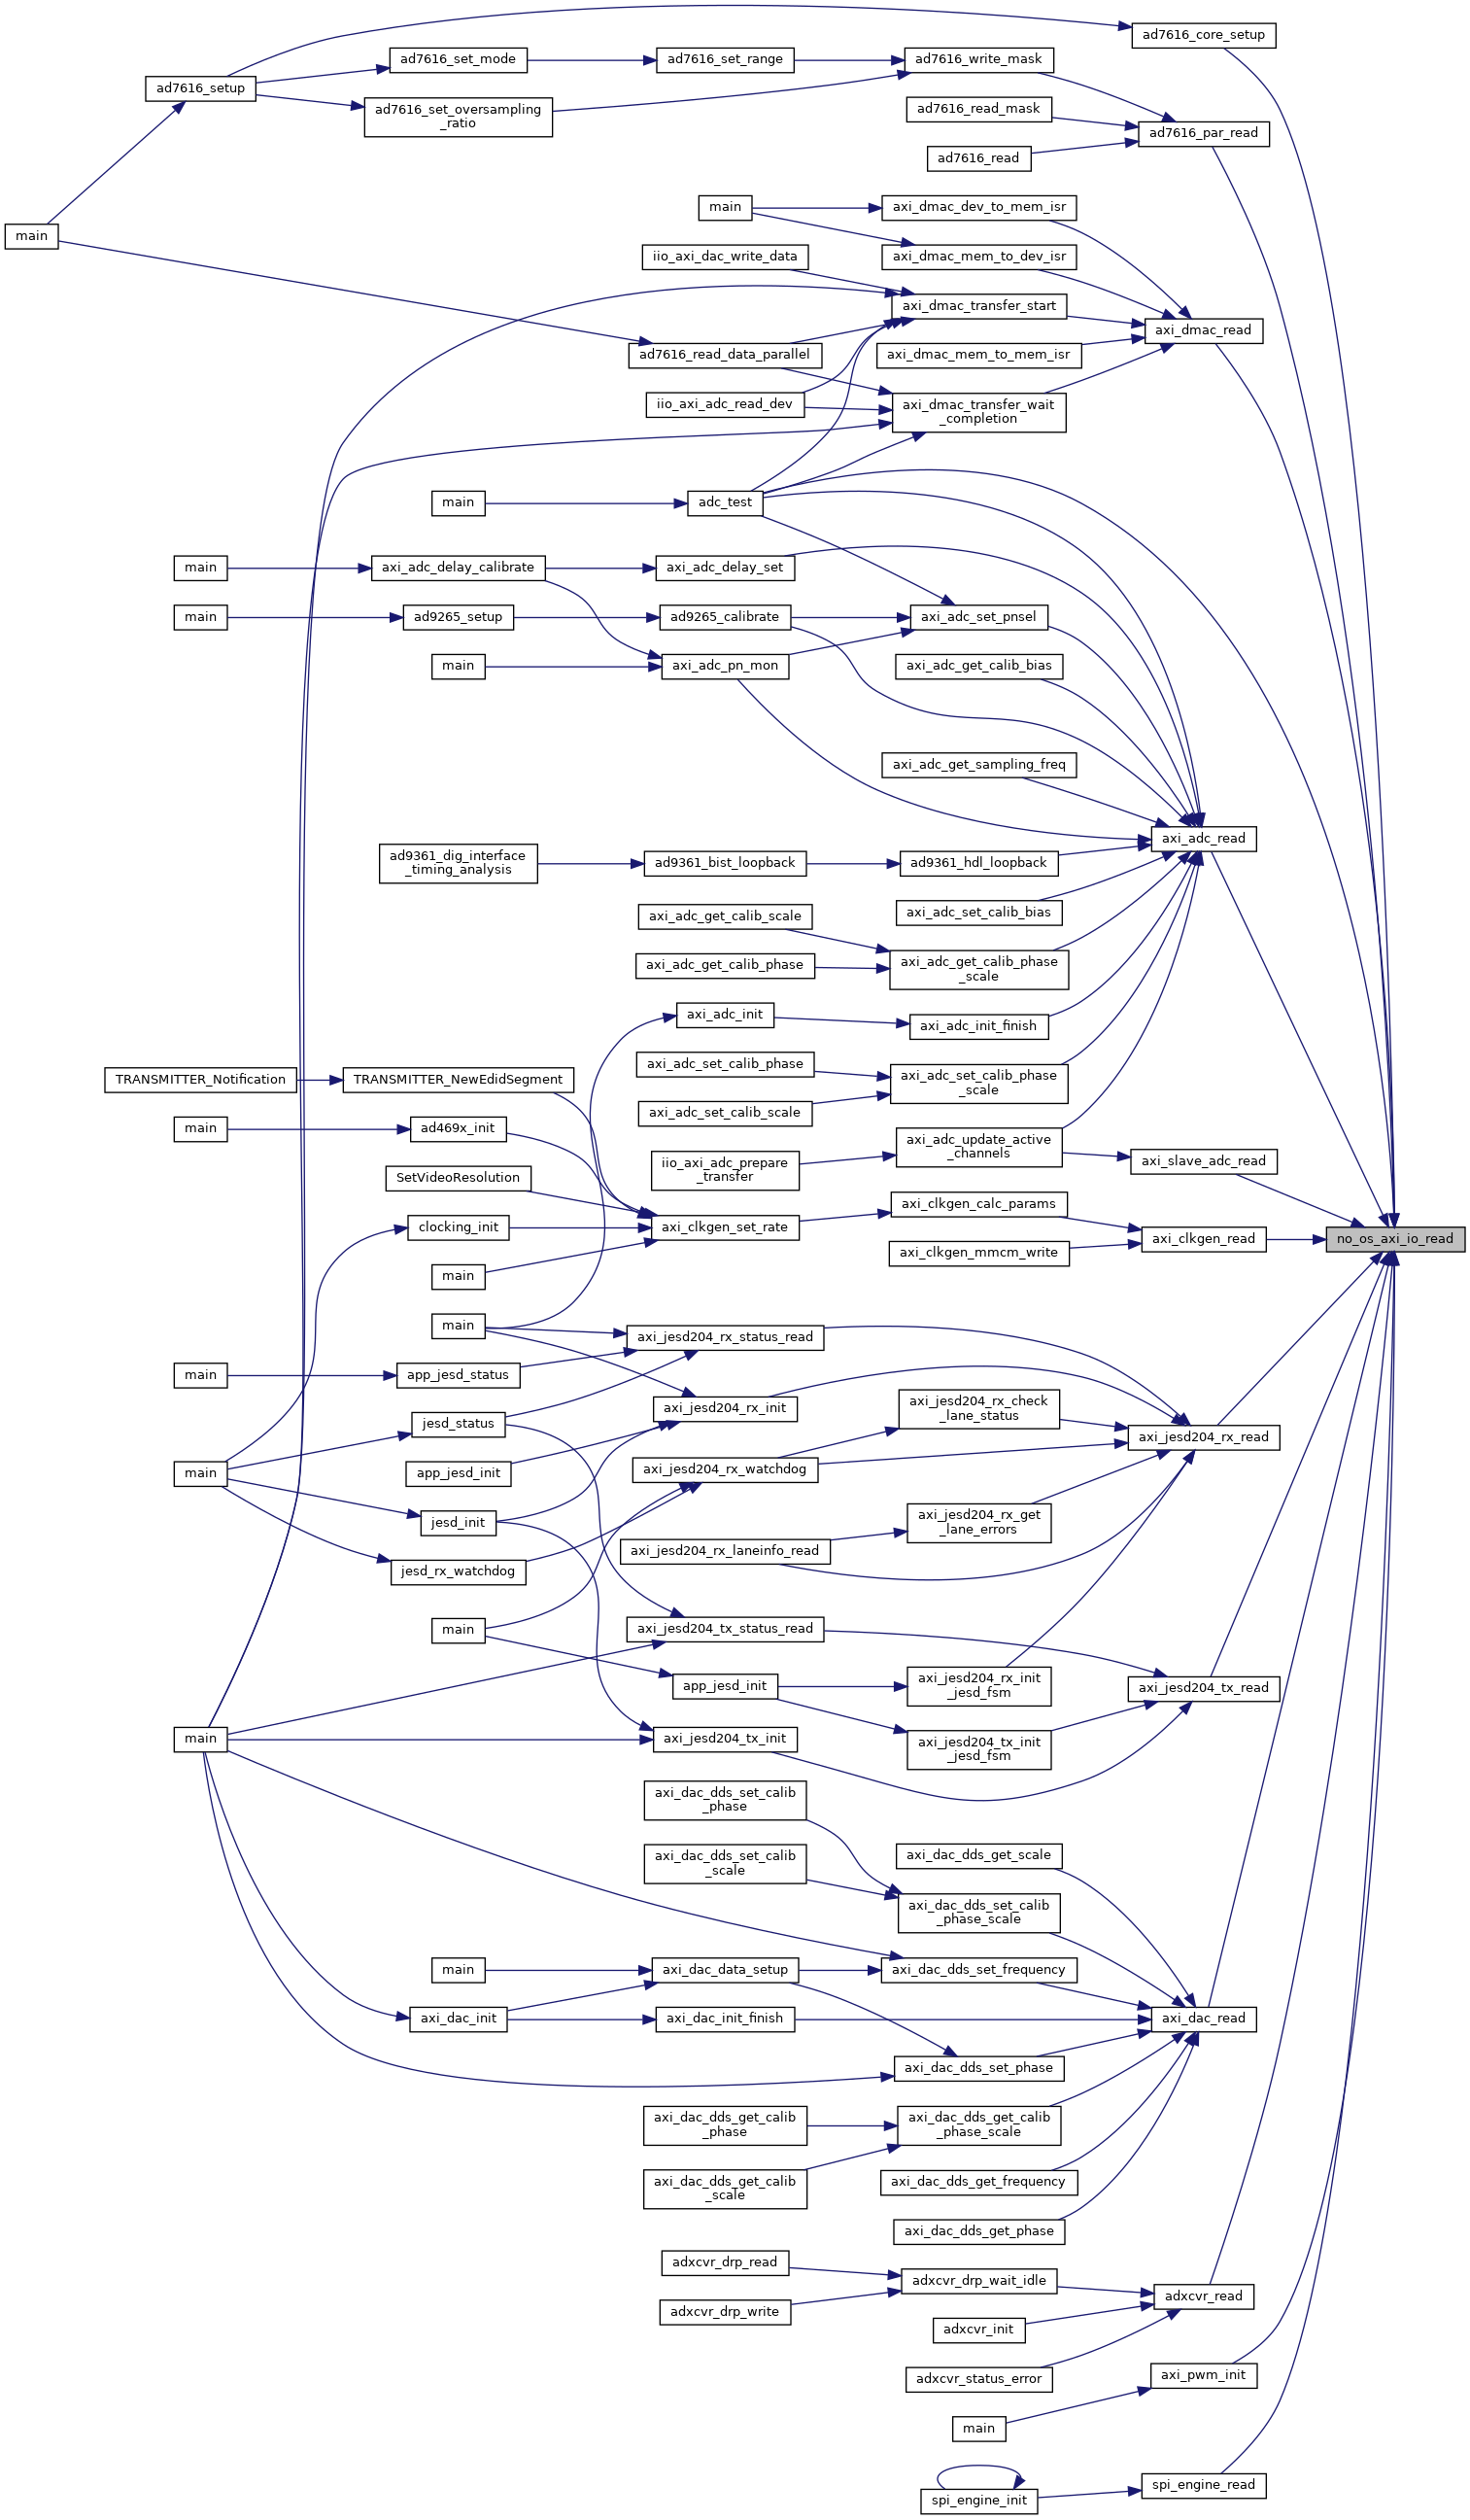 ad7616_core_setup
ad7616_set_mode
ad7616_set_range
ad7616_write_mask
ad7616_setup
ad7616_set_oversampling
_ratio
ad7616_read_mask
ad7616_par_read
ad7616_read
main
axi_dmac_dev_to_mem_isr
main
iio_axi_dac_write_data
axi_dmac_mem_to_dev_isr
axi_dmac_transfer_start
axi_dmac_read
ad7616_read_data_parallel
axi_dmac_mem_to_mem_isr
iio_axi_adc_read_dev
axi_dmac_transfer_wait
_completion
main
adc_test
main
axi_adc_delay_calibrate
axi_adc_delay_set
main
ad9265_setup
ad9265_calibrate
axi_adc_set_pnsel
main
axi_adc_pn_mon
axi_adc_get_calib_bias
axi_adc_get_sampling_freq
axi_adc_read
ad9361_dig_interface
_timing_analysis
ad9361_bist_loopback
ad9361_hdl_loopback
axi_adc_get_calib_scale
axi_adc_set_calib_bias
axi_adc_get_calib_phase
axi_adc_get_calib_phase
_scale
axi_adc_init
axi_adc_init_finish
TRANSMITTER_Notification
TRANSMITTER_NewEdidSegment
axi_adc_set_calib_phase
axi_adc_set_calib_phase
_scale
axi_adc_set_calib_scale
main
ad469x_init
axi_adc_update_active
_channels
iio_axi_adc_prepare
_transfer
axi_slave_adc_read
SetVideoResolution
axi_clkgen_calc_params
clocking_init
axi_clkgen_set_rate
axi_clkgen_mmcm_write
axi_clkgen_read
no_os_axi_io_read
main
main
axi_jesd204_rx_status_read
main
app_jesd_status
axi_jesd204_rx_init
axi_jesd204_rx_check
_lane_status
jesd_status
axi_jesd204_rx_read
main
app_jesd_init
axi_jesd204_rx_watchdog
jesd_init
axi_jesd204_rx_get
_lane_errors
axi_jesd204_rx_laneinfo_read
jesd_rx_watchdog
main
axi_jesd204_tx_status_read
app_jesd_init
axi_jesd204_rx_init
_jesd_fsm
axi_jesd204_tx_read
main
axi_jesd204_tx_init
axi_jesd204_tx_init
_jesd_fsm
axi_dac_dds_set_calib
_phase
axi_dac_dds_set_calib
_scale
axi_dac_dds_get_scale
axi_dac_dds_set_calib
_phase_scale
main
axi_dac_data_setup
axi_dac_dds_set_frequency
axi_dac_init
axi_dac_init_finish
axi_dac_read
axi_dac_dds_set_phase
axi_dac_dds_get_calib
_phase
axi_dac_dds_get_calib
_phase_scale
axi_dac_dds_get_calib
_scale
axi_dac_dds_get_frequency
axi_dac_dds_get_phase
adxcvr_drp_read
adxcvr_drp_wait_idle
adxcvr_read
adxcvr_drp_write
adxcvr_init
adxcvr_status_error
axi_pwm_init
main
spi_engine_read
spi_engine_init